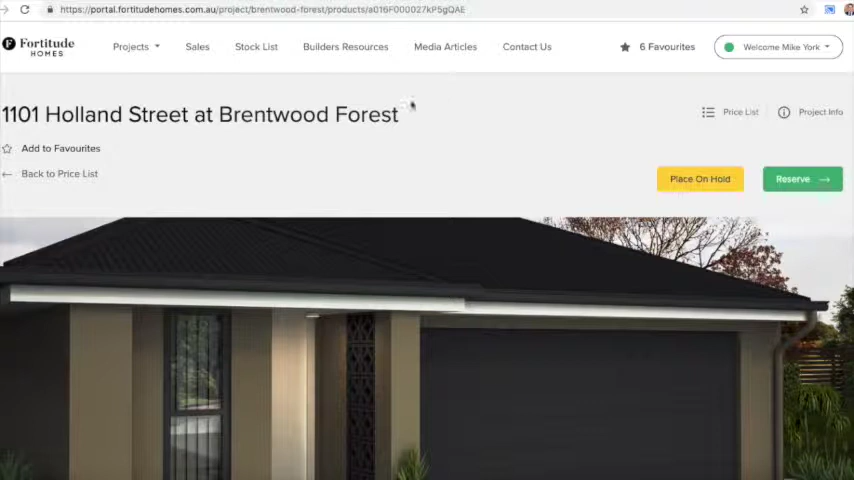 https://portal.fortitudehomes.com.au/project/brentwood-forest/products/a016F000027kP5gQAE
Fortitude
HOMES
Projects
Sales
Stock List
Builders Resources
Media Articles
Contact Us
6 Favourites
Welcome Mike York
1101 Holland Street at Brentwood Forest
Price List
Project Info
Add to Favourites
Back to Price List
Place On Hold
Reserve